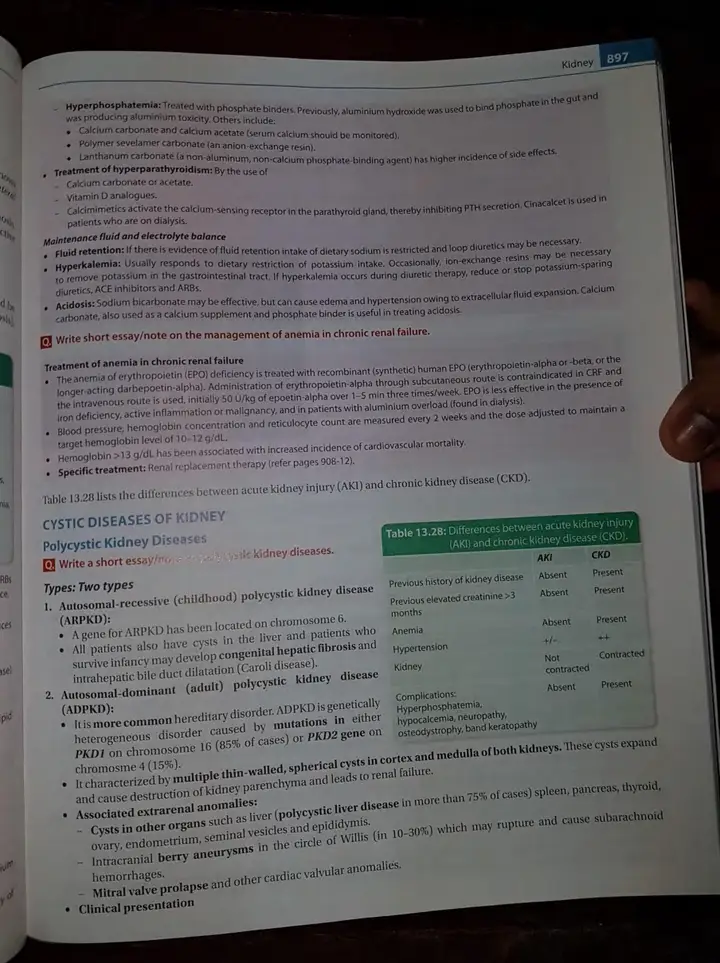 Kidney 897
– Hyperphosphatemia: Treated with phosphate binders. Previously, aluminium hydroxide was used to bind phosphate in the gut and
was producing aluminium toxicity. Others include:
• Calcium carbonate and calcium acetate (serum calcium should be monitored).
• Polymer sevelamer carbonate (an anion-exchange resin).
• Lanthanum carbonate (a non-aluminum, non-calcium phosphate-binding agent) has higher incidence of side effects.
• Treatment of hyperparathyroidism: By the use of
– Calcium carbonate or acetate.
– Vitamin D analogues.
– Calcimimetics activate the calcium-sensing receptor in the parathyroid gland, thereby inhibiting PTH secretion. Cinacalcet is used in
patients who are on dialysis.
Maintenance fluid and electrolyte balance
• Fluid retention: If there is evidence of fluid retention intake of dietary sodium is restricted and loop diuretics may be necessary.
• Hyperkalemia: Usually responds to dietary restriction of potassium intake. Occasionally, ion-exchange resins may be necessary
to remove potassium in the gastrointestinal tract. If hyperkalemia occurs during diuretic therapy, reduce or stop potassium-sparing
diuretics, ACE inhibitors and ARBs.
• Acidosis: Sodium bicarbonate may be effective, but can cause edema and hypertension owing to extracellular fluid expansion. Calcium
carbonate, also used as a calcium supplement and phosphate binder is useful in treating acidosis.
Q. Write short essay/note on the management of anemia in chronic renal failure.
Treatment of anemia in chronic renal failure
• The anemia of erythropoietin (EPO) deficiency is treated with recombinant (synthetic) human EPO (erythropoietin-alpha or -beta, or the
longer-acting darbepoetin-alpha). Administration of erythropoietin-alpha through subcutaneous route is contraindicated in CRF and
the intravenous route is used, initially 50 U/kg of epoetin-alpha over 1–5 min three times/week. EPO is less effective in the presence of
iron deficiency, active inflammation or malignancy, and in patients with aluminium overload (found in dialysis).
• Blood pressure, hemoglobin concentration and reticulocyte count are measured every 2 weeks and the dose adjusted to maintain a
target hemoglobin level of 10–12 g/dL.
• Hemoglobin >13 g/dL has been associated with increased incidence of cardiovascular mortality.
• Specific treatment: Renal replacement therapy (refer pages 908-12).
Table 13.28 lists the differences between acute kidney injury (AKI) and chronic kidney disease (CKD).
CYSTIC DISEASES OF KIDNEY
Polycystic Kidney Diseases
Q. Write a short essay/note kidney diseases.
Types: Two types
1. Autosomal-recessive (childhood) polycystic kidney disease
(ARPKD):
• A gene for ARPKD has been located on chromosome 6.
• All patients also have cysts in the liver and patients who
survive infancy may develop congenital hepatic fibrosis and
intrahepatic bile duct dilatation (Caroli disease).
2. Autosomal-dominant (adult) polycystic kidney disease
(ADPKD):
• It is more common hereditary disorder. ADPKD is genetically
heterogeneous disorder caused by mutations in either
PKD1 on chromosome 16 (85% of cases) or PKD2 gene on
chromosme 4 (15%).
Table 13.28: Differences between acute kidney injury
(AKI) and chronic kidney disease (CKD).
AKI CKD
Previous history of kidney disease Absent Present
Previous elevated creatinine >3 Absent Present
months
Anemia Absent Present
Hypertension +/- ++
Kidney Not Contracted
contracted
Complications: Absent Present
Hyperphosphatemia,
hypocalcemia, neuropathy,
osteodystrophy, band keratopathy
• It characterized by multiple thin-walled, spherical cysts in cortex and medulla of both kidneys. These cysts expand
and cause destruction of kidney parenchyma and leads to renal failure.
• Associated extrarenal anomalies:
– Cysts in other organs such as liver (polycystic liver disease in more than 75% of cases) spleen, pancreas, thyroid,
ovary, endometrium, seminal vesicles and epididymis.
– Intracranial berry aneurysms in the circle of Willis (in 10-30%) which may rupture and cause subarachnoid
hemorrhages.
– Mitral valve prolapse and other cardiac valvular anomalies.
• Clinical presentation